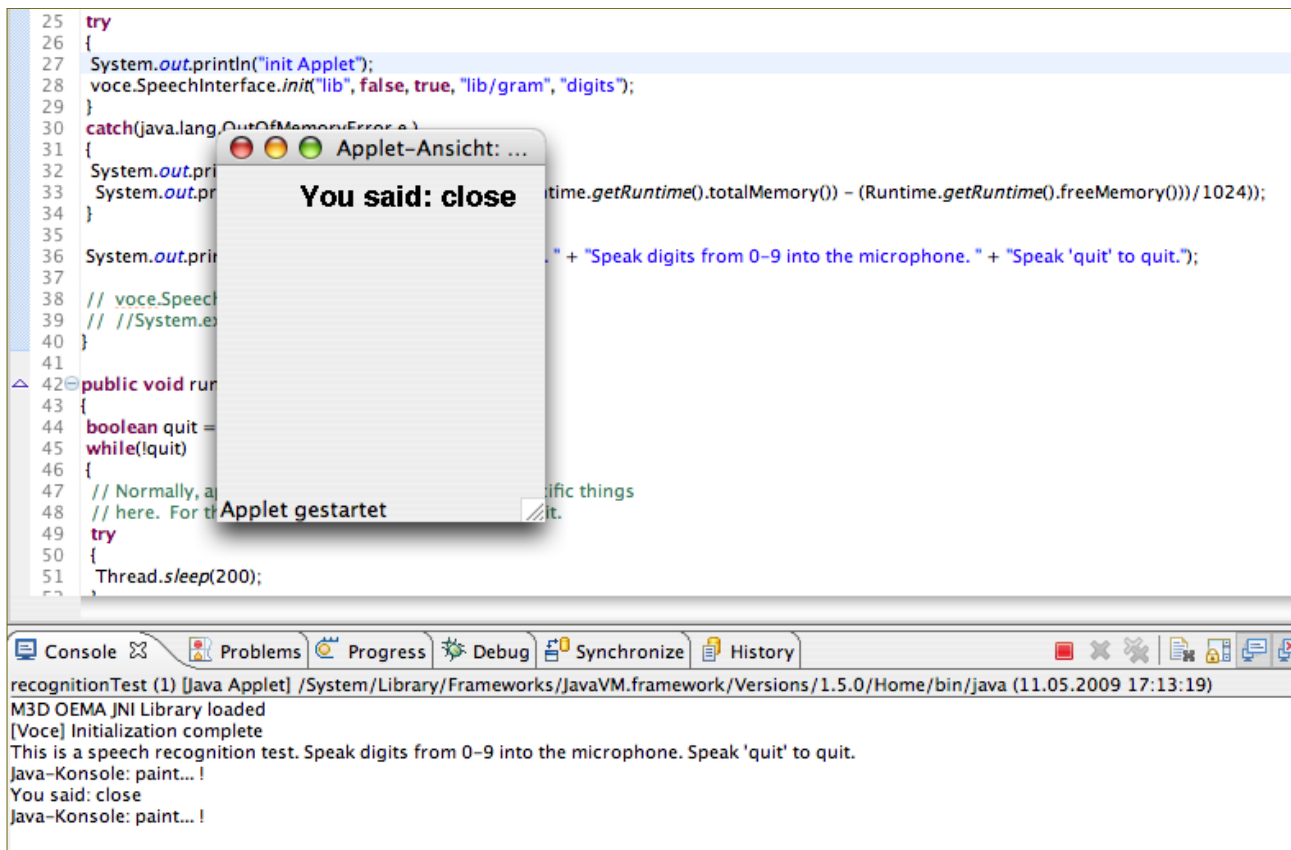 25 try
26 {
27 System.out.println("init Applet");
28 voce.SpeechInterface.init("lib", false, true, "lib/gram", "digits");
29 }
30 catch(java.lang.OutOfMemoryError e )
31 {
32 System.out.pri
33 System.out.pr time.getRuntime().totalMemory()) - (Runtime.getRuntime().freeMemory()))/1024));
34 }
35
36 System.out.prin . " + "Speak digits from 0-9 into the microphone. " + "Speak 'quit' to quit.");
37
38 // voce.Speech
39 // //System.ex
40 }
41
42 public void run
43 {
44 boolean quit =
45 while(!quit)
46 {
47 // Normally, a ific things
48 // here. For th it.
49 try
50 {
51 Thread.sleep(200);
Applet-Ansicht: ...
You said: close
Applet gestartet
Console Problems Progress Debug Synchronize History
recognitionTest (1) [Java Applet] /System/Library/Frameworks/JavaVM.framework/Versions/1.5.0/Home/bin/java (11.05.2009 17:13:19)
M3D OEMA JNI Library loaded
[Voce] Initialization complete
This is a speech recognition test. Speak digits from 0-9 into the microphone. Speak 'quit' to quit.
Java-Konsole: paint... !
You said: close
Java-Konsole: paint... !